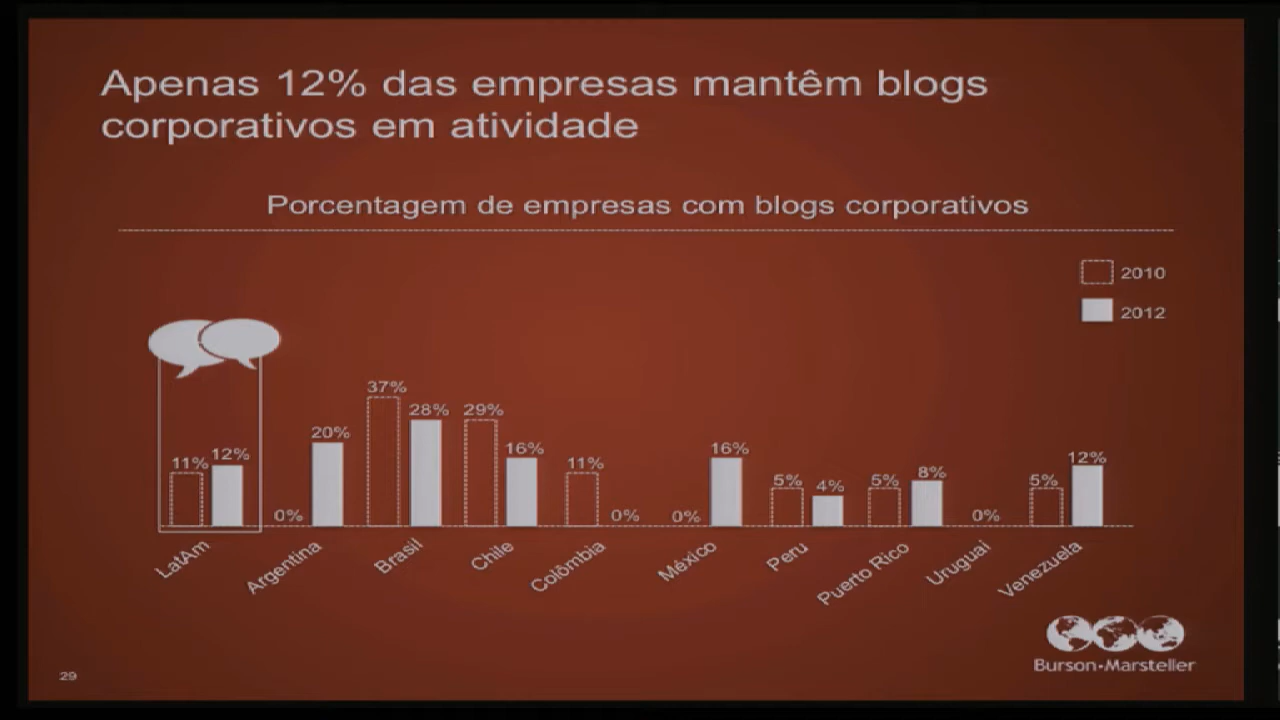 Apenas 12% das empresas mantêm blogs
corporativos em atividade
Porcentagem de empresas com blogs corporativos
2010
2012
11% 12%
0% 20%
37% 28%
29% 16%
11% 0%
0% 16%
5% 4%
5% 8%
0%
5% 12%
LatAm
Argentina
Brasil
Chile
Colômbia
México
Peru
Puerto Rico
Uruguai
Venezuela
Burson•Marsteller
29